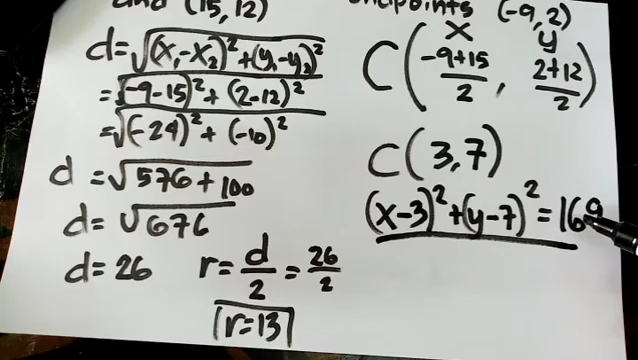 and (15, 12)
endpoints (-9, 2)
d=√(x₁-x₂)²+(y₁-y₂)²
=√(-9-15)²+(2-12)²
=√(-24)²+(-10)²
d=√576+100
d=√676
d=26
r=d/2=26/2
r=13
x y
C(-9+15/2, 2+12/2)
C(3,7)
(x-3)²+(y-7)²=169